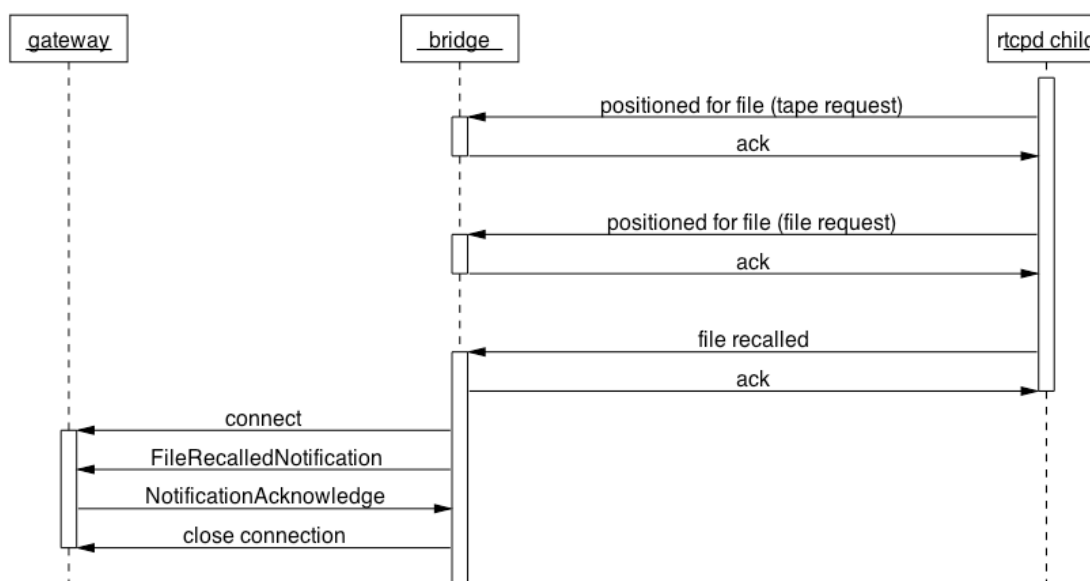 gateway
bridge
rtcpd child
positioned for file (tape request)
ack
positioned for file (file request)
ack
file recalled
ack
connect
FileRecalledNotification
NotificationAcknowledge
close connection